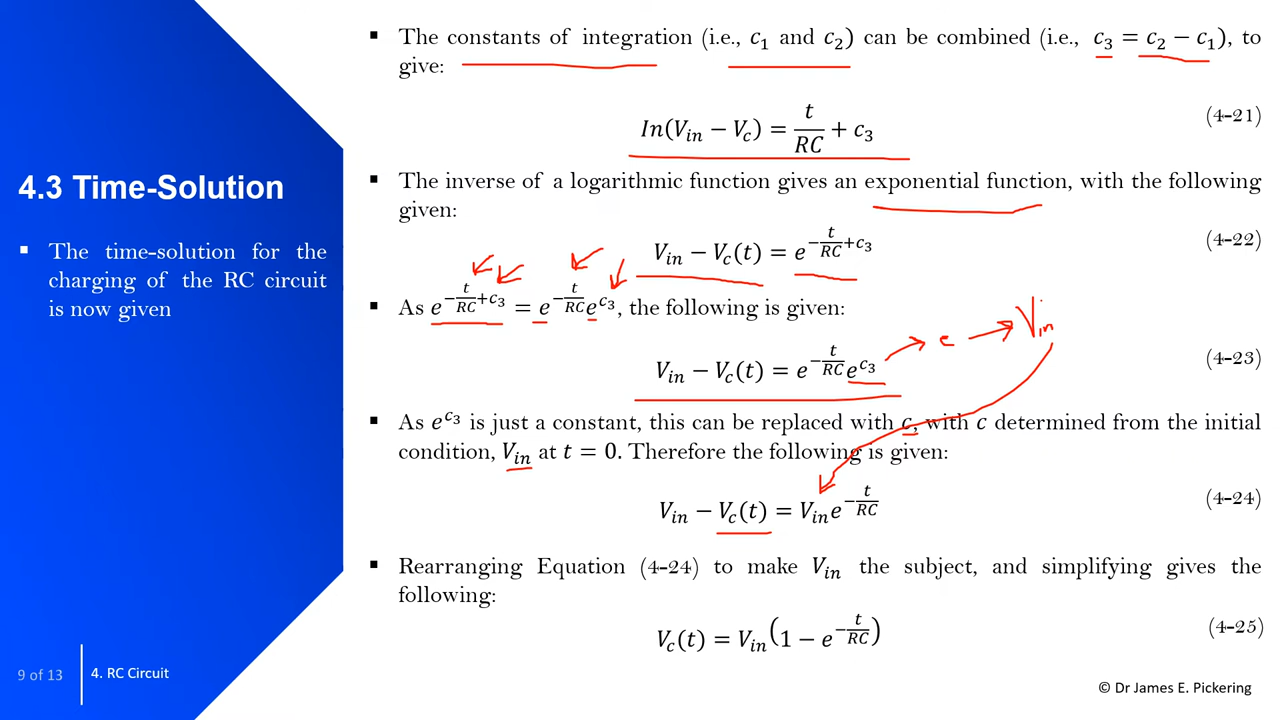 4.3 Time-Solution
▪ The time-solution for the
charging of the RC circuit
is now given
9 of 13
4. RC Circuit
▪ The constants of integration (i.e., c₁ and c₂) can be combined (i.e., c₃ = c₂ − c₁), to
give:
In(V_in − V_c) = t/RC + c₃ (4-21)
▪ The inverse of a logarithmic function gives an exponential function, with the following
given:
V_in − V_c(t) = e^(−t/RC + c₃) (4-22)
▪ As e^(−t/RC + c₃) = e^(−t/RC) e^(c₃), the following is given:
c → V_in
V_in − V_c(t) = e^(−t/RC) e^(c₃) (4-23)
▪ As e^(c₃) is just a constant, this can be replaced with c, with c determined from the initial
condition, V_in at t = 0. Therefore the following is given:
V_in − V_c(t) = V_in e^(−t/RC) (4-24)
▪ Rearranging Equation (4-24) to make V_in the subject, and simplifying gives the
following:
V_c(t) = V_in(1 − e^(−t/RC)) (4-25)
© Dr James E. Pickering